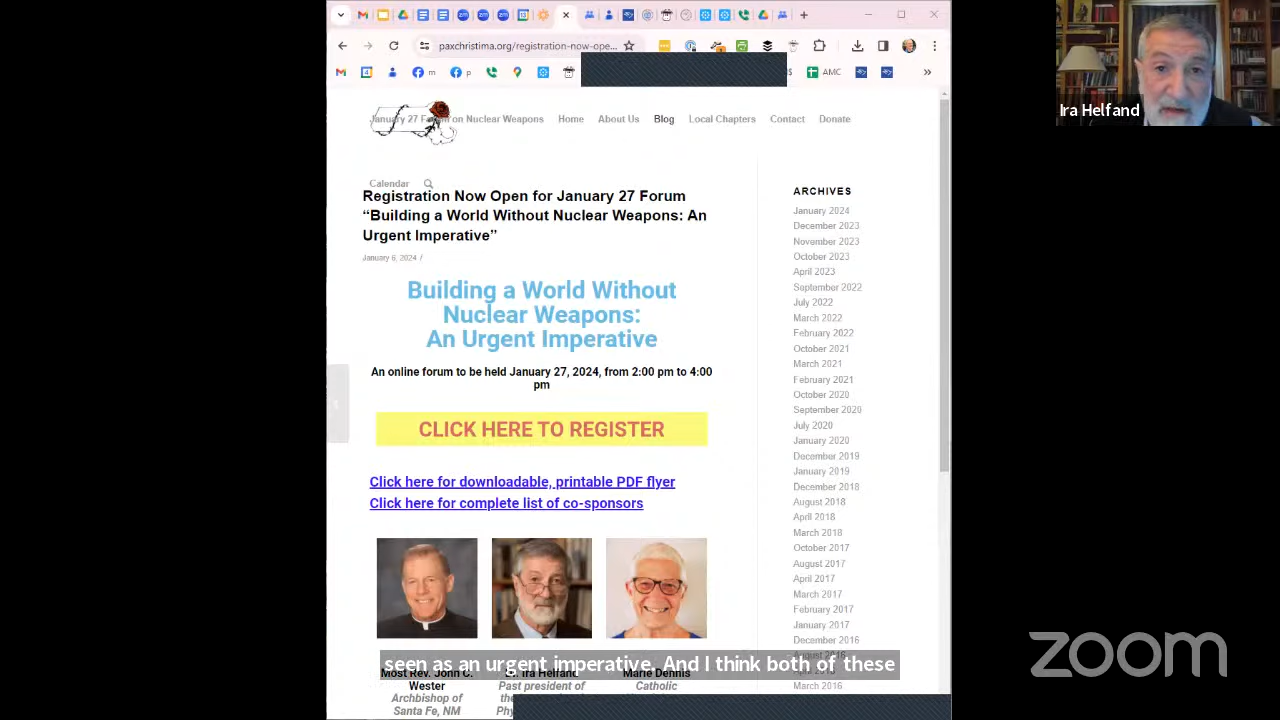 paxchristima.org/registration-now-ope...
m
p
AMC
»
Ira Helfand
January 27 Forum on Nuclear Weapons Home About Us Blog Local Chapters Contact Donate
Calendar
Registration Now Open for January 27 Forum
“Building a World Without Nuclear Weapons: An
Urgent Imperative”
January 6, 2024 /
Building a World Without
Nuclear Weapons:
An Urgent Imperative
An online forum to be held January 27, 2024, from 2:00 pm to 4:00
pm
CLICK HERE TO REGISTER
Click here for downloadable, printable PDF flyer
Click here for complete list of co-sponsors
Most Rev. John C.
Wester
Archbishop of
Santa Fe, NM
Dr. Ira Helfand
Past president of
Marie Dennis
Catholic
seen as an urgent imperative. And I think both of these
ARCHIVES
January 2024
December 2023
November 2023
October 2023
April 2023
September 2022
July 2022
March 2022
February 2022
October 2021
March 2021
February 2021
October 2020
September 2020
July 2020
January 2020
December 2019
January 2019
December 2018
August 2018
April 2018
March 2018
October 2017
August 2017
April 2017
March 2017
February 2017
January 2017
December 2016
August 2016
April 2016
March 2016
zoom